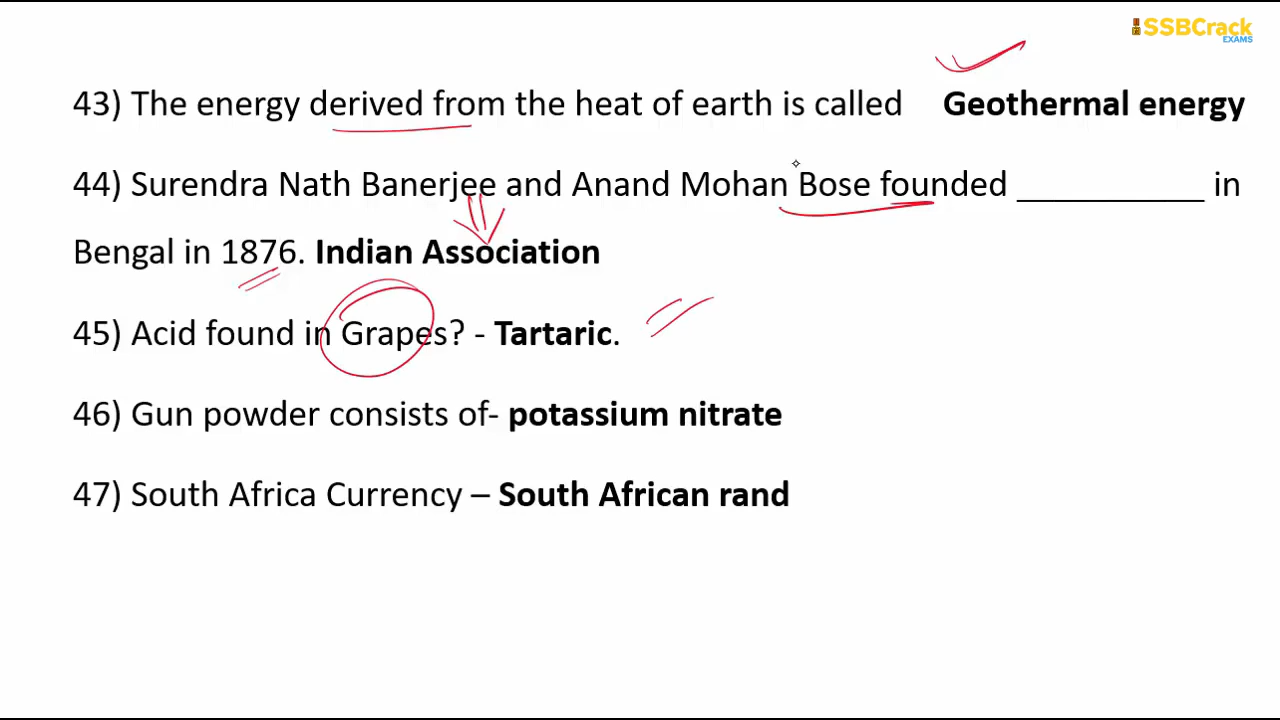 SSBCrack
EXAMS
43) The energy derived from the heat of earth is called Geothermal energy
44) Surendra Nath Banerjee and Anand Mohan Bose founded __________ in
Bengal in 1876. Indian Association
45) Acid found in Grapes? - Tartaric.
46) Gun powder consists of- potassium nitrate
47) South Africa Currency – South African rand